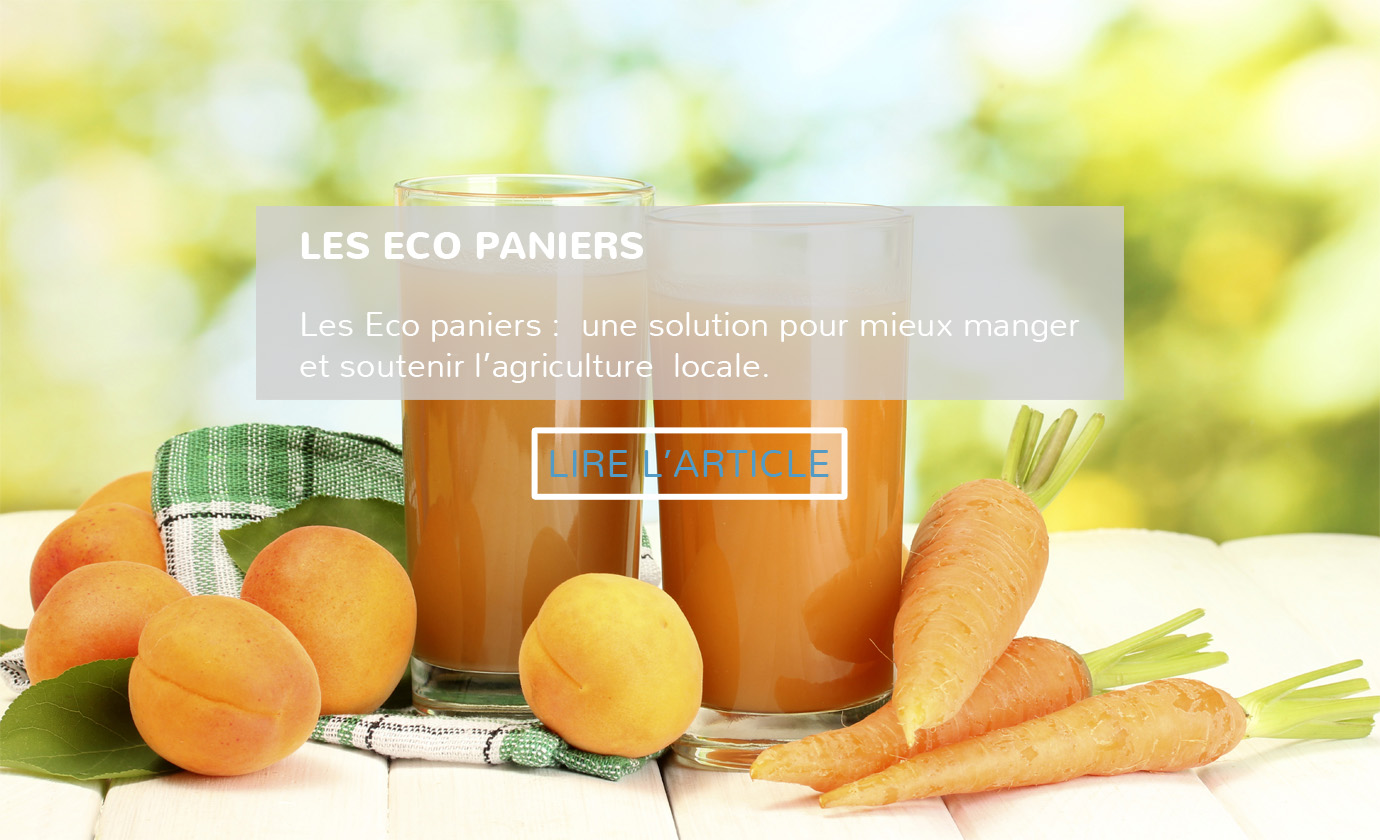 LES ECO PANIERS
Les Eco paniers :  une solution pour mieux manger
et soutenir l’agriculture  locale.
LIRE L’ARTICLE